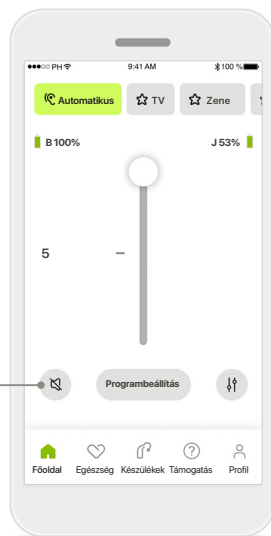 PH 9:41 AM 100 %
Automatikus TV Zene
B 100% J 53%
5
Programbeállítás
Főoldal Egészség Készülékek Támogatás Profil